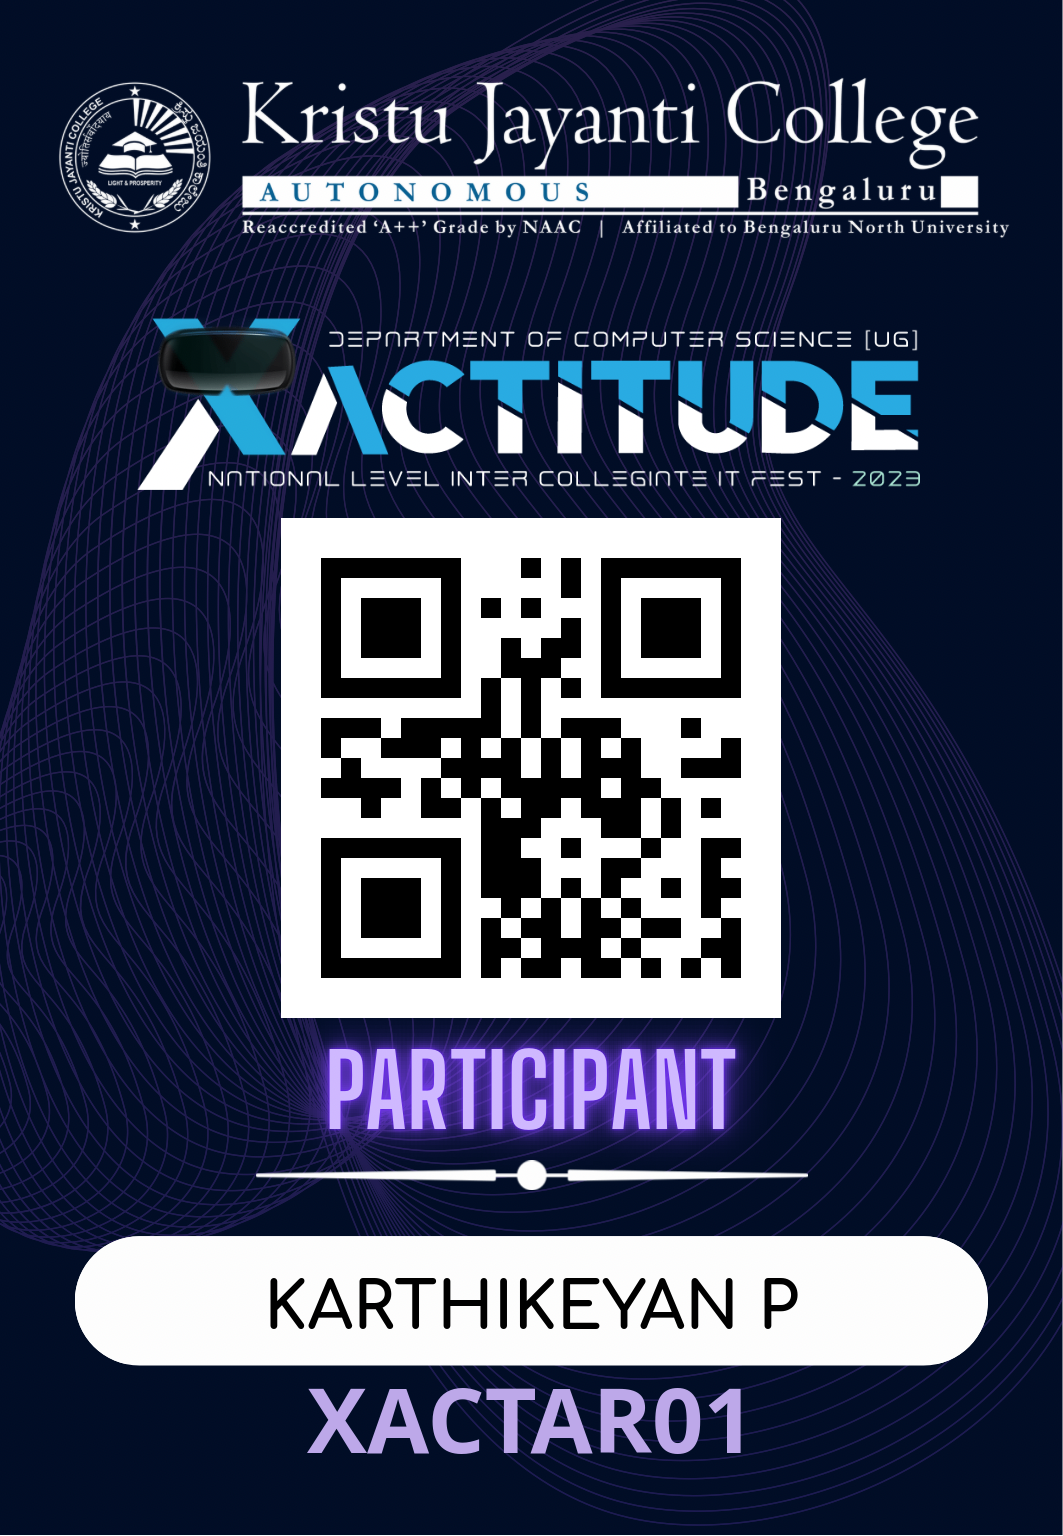 KRISTU JAYANTI COLLEGE
LIGHT & PROSPERITY
Kristu Jayanti College
AUTONOMOUS Bengaluru
Reaccredited ‘A++’ Grade by NAAC | Affiliated to Bengaluru North University
DEPARTMENT OF COMPUTER SCIENCE [UG]
XACTITUDE
NATIONAL LEVEL INTER COLLEGIATE IT FEST - 2023
PARTICIPANT
KARTHIKEYAN P
XACTAR01